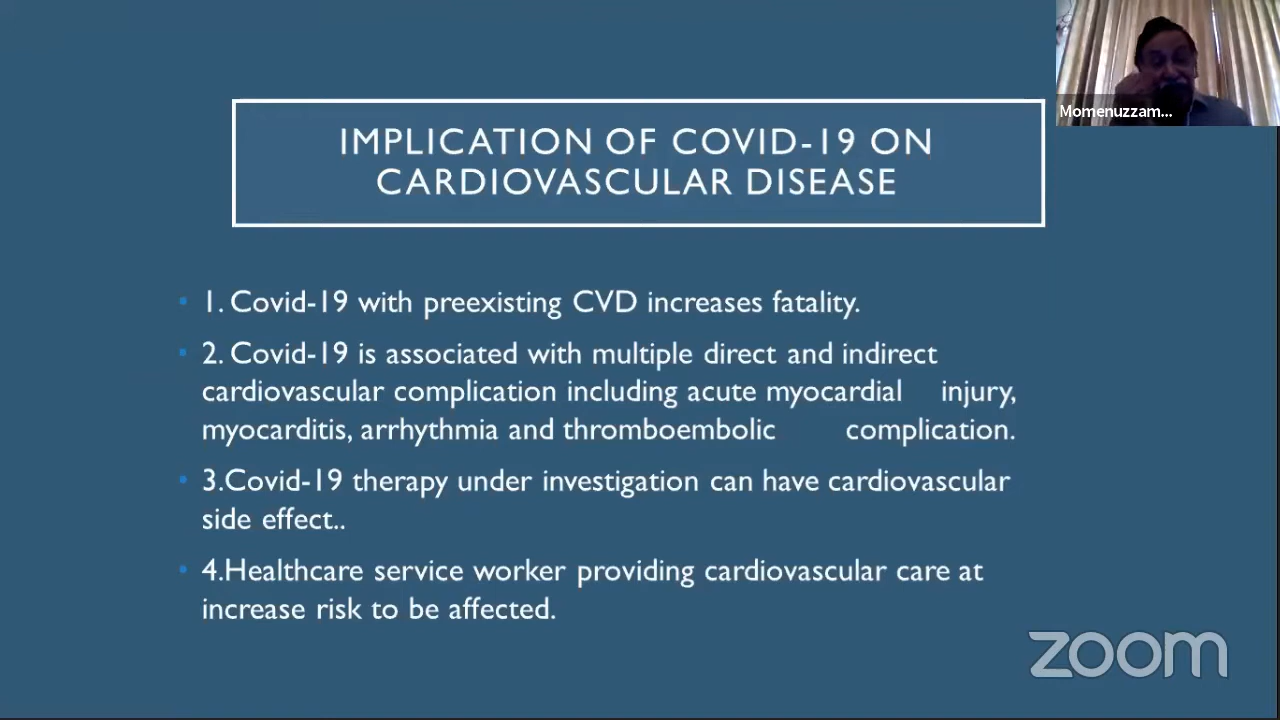 Momenuzzam...
IMPLICATION OF COVID-19 ON
CARDIOVASCULAR DISEASE
• 1. Covid-19 with preexisting CVD increases fatality.
• 2. Covid-19 is associated with multiple direct and indirect
cardiovascular complication including acute myocardial injury,
myocarditis, arrhythmia and thromboembolic complication.
• 3.Covid-19 therapy under investigation can have cardiovascular
side effect..
• 4.Healthcare service worker providing cardiovascular care at
increase risk to be affected.
zoom